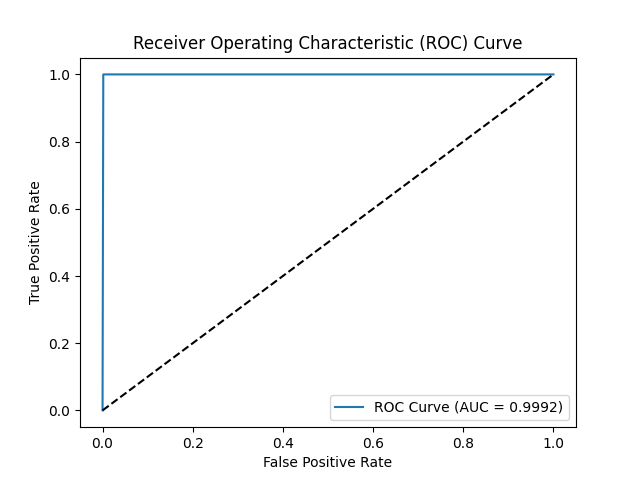 Receiver Operating Characteristic (ROC) Curve
True Positive Rate
1.0
0.8
0.6
0.4
0.2
0.0
ROC Curve (AUC = 0.9992)
0.0 0.2 0.4 0.6 0.8 1.0
False Positive Rate